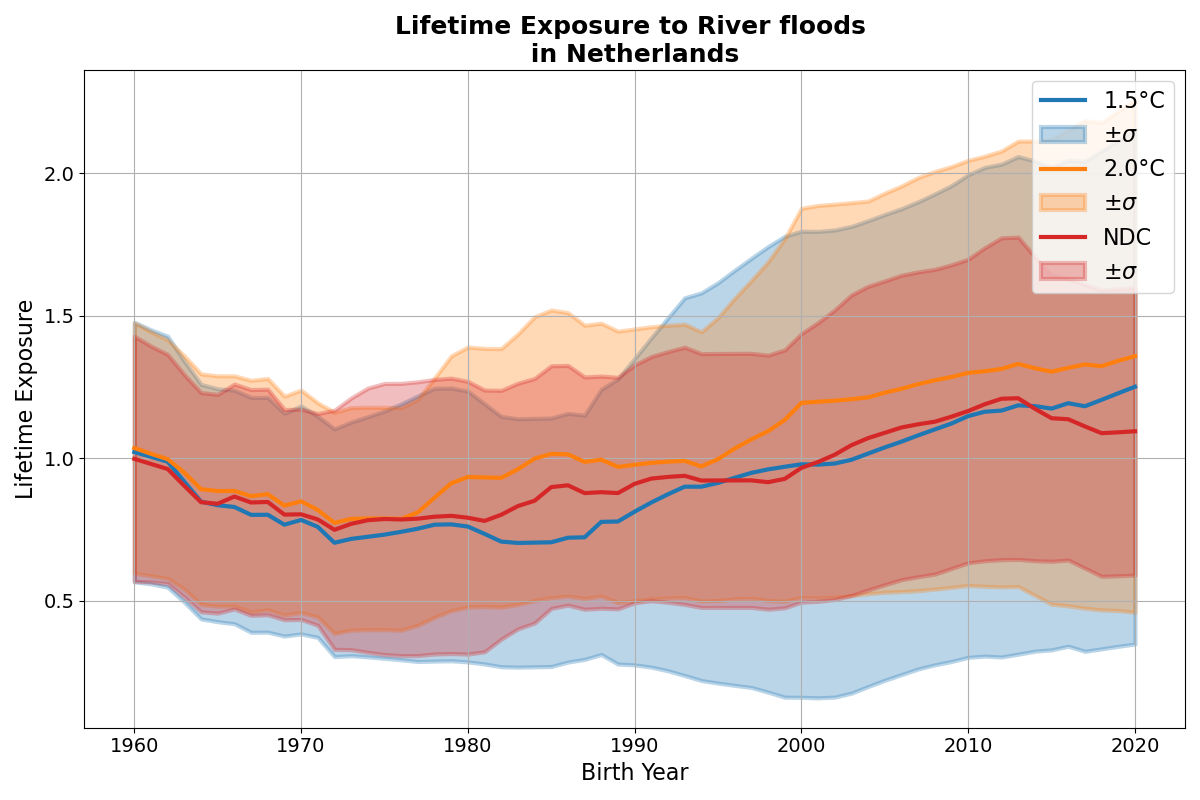 Lifetime Exposure to River floods
in Netherlands
Lifetime Exposure
2.0
1.5
1.0
0.5
1960 1970 1980 1990 2000 2010 2020
Birth Year
1.5°C
±σ
2.0°C
±σ
NDC
±σ